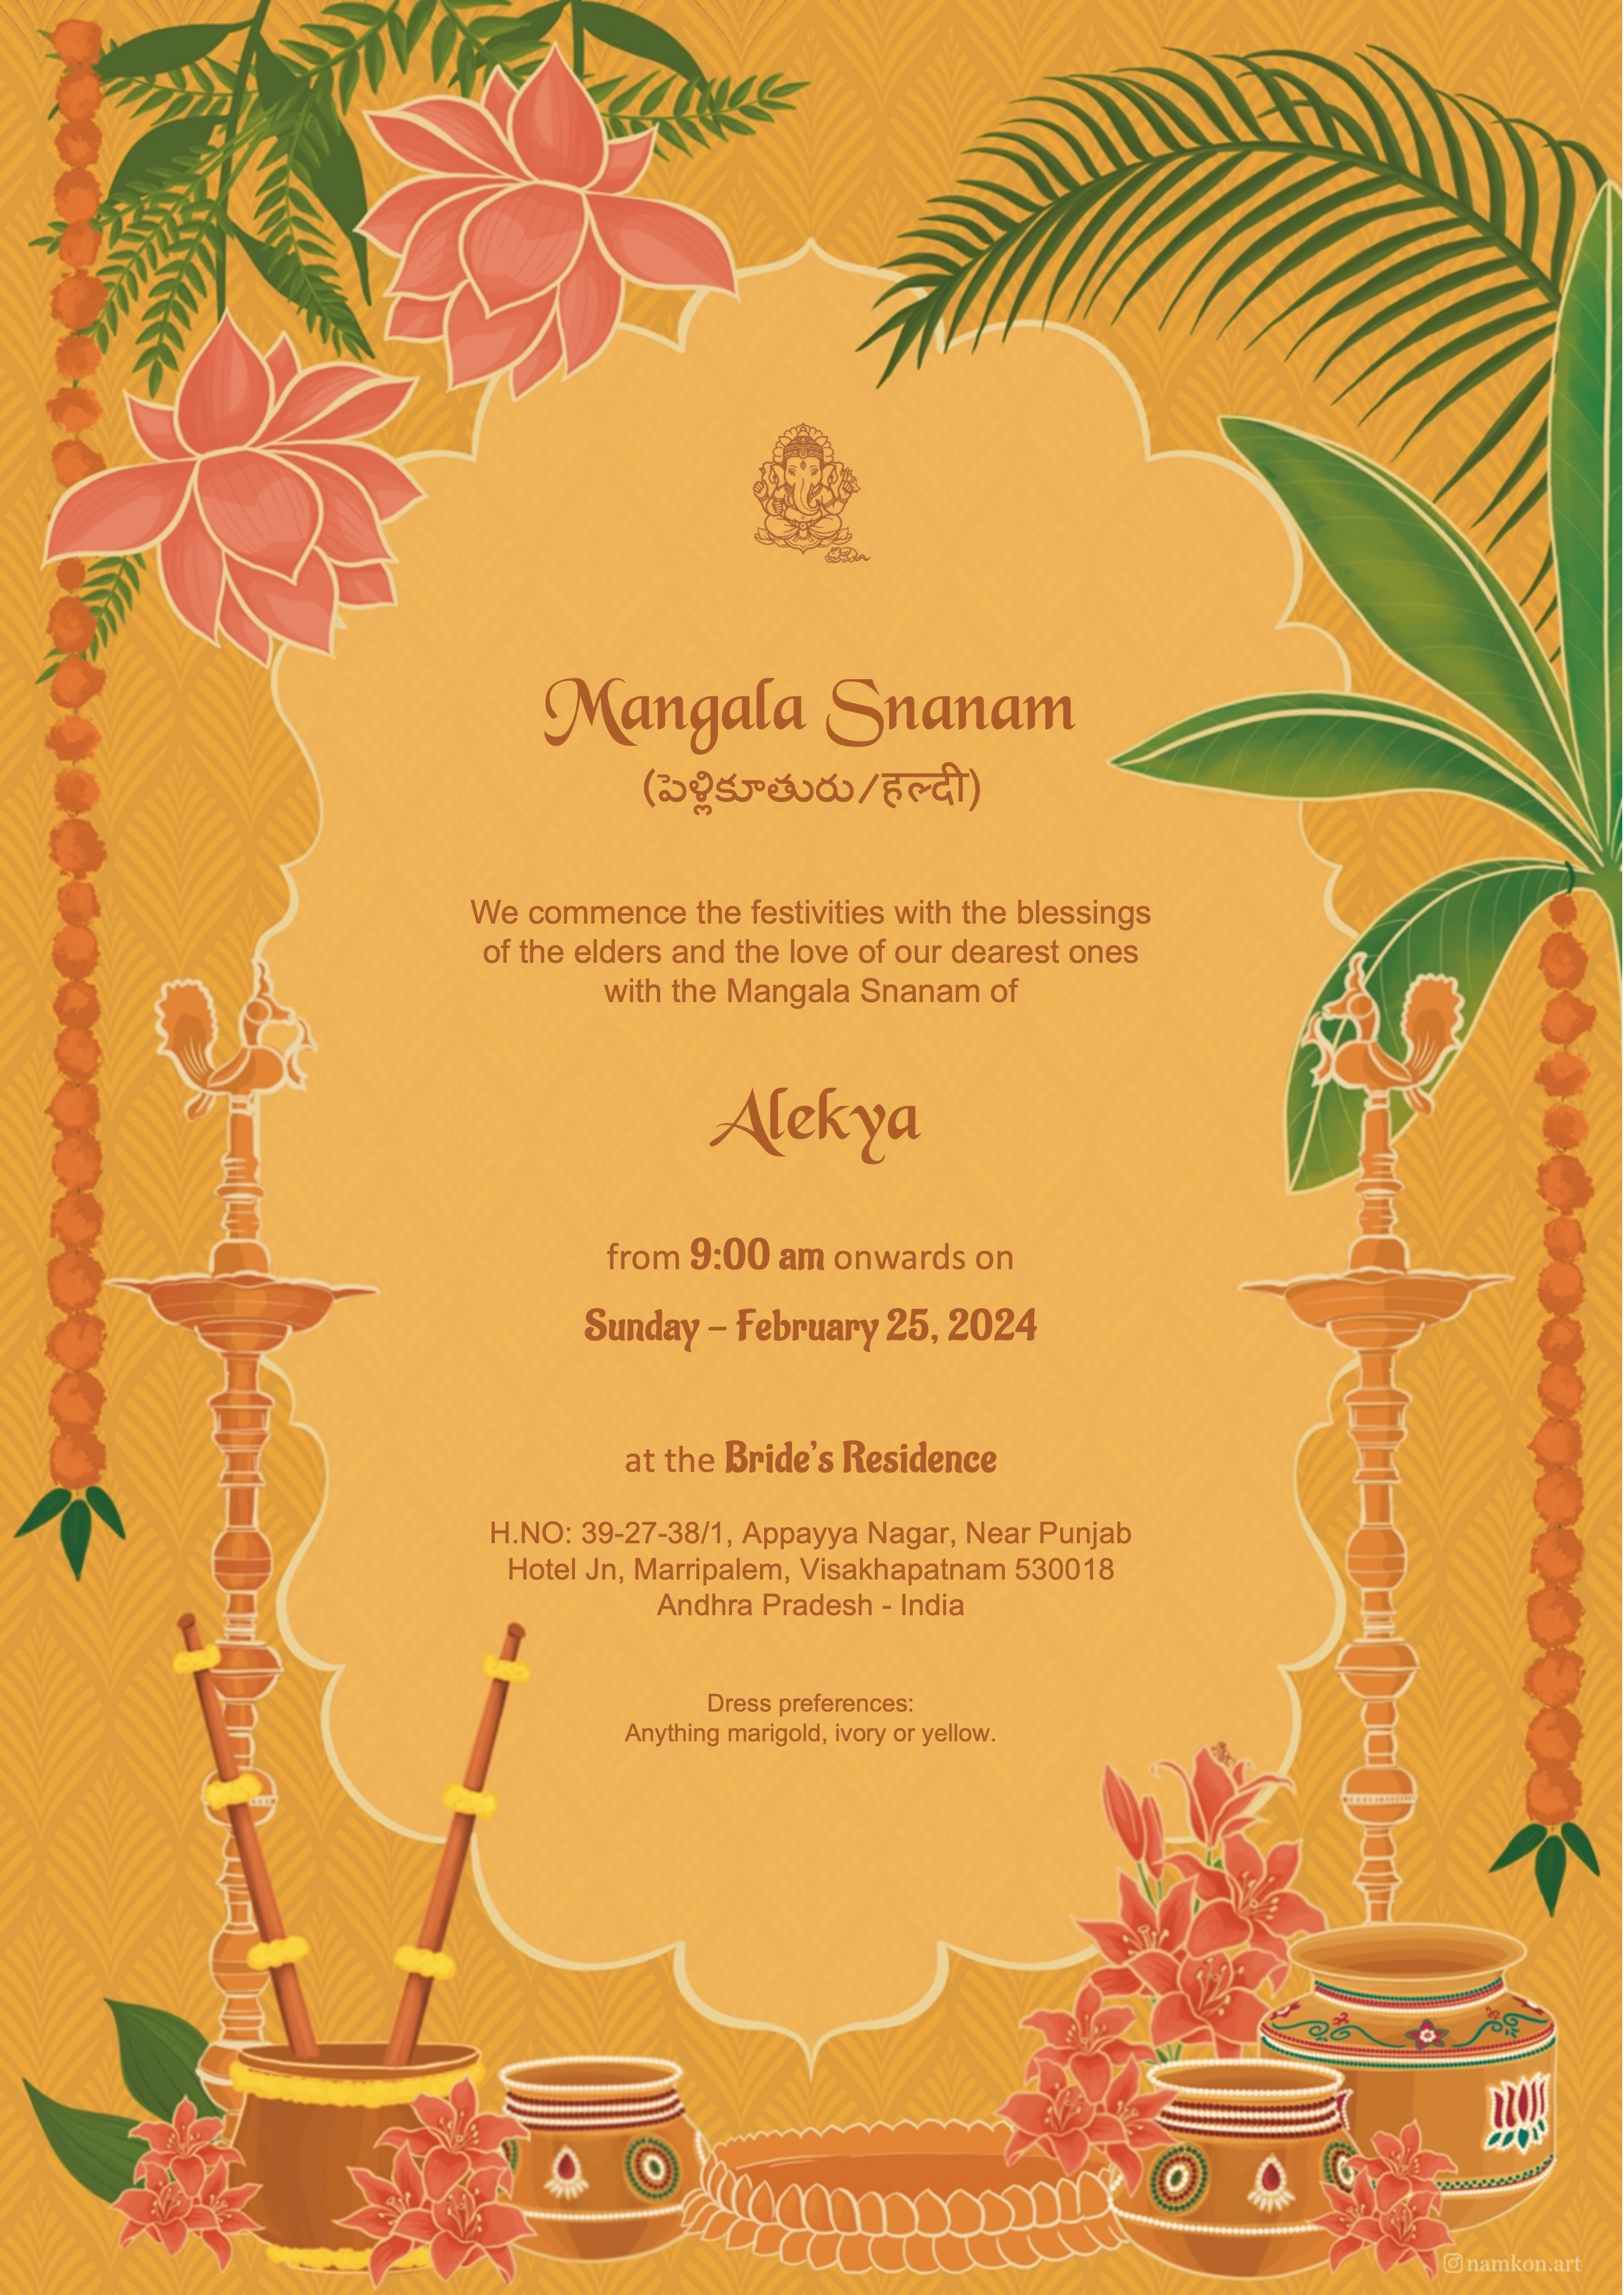 Mangala Snanam
(పెళ్లికూతురు/हल्दी)
We commence the festivities with the blessings
of the elders and the love of our dearest ones
with the Mangala Snanam of
Alekya
from 9:00 am onwards on
Sunday – February 25, 2024
at the Bride’s Residence
H.NO: 39-27-38/1, Appayya Nagar, Near Punjab
Hotel Jn, Marripalem, Visakhapatnam 530018
Andhra Pradesh - India
Dress preferences:
Anything marigold, ivory or yellow.
namkon.art